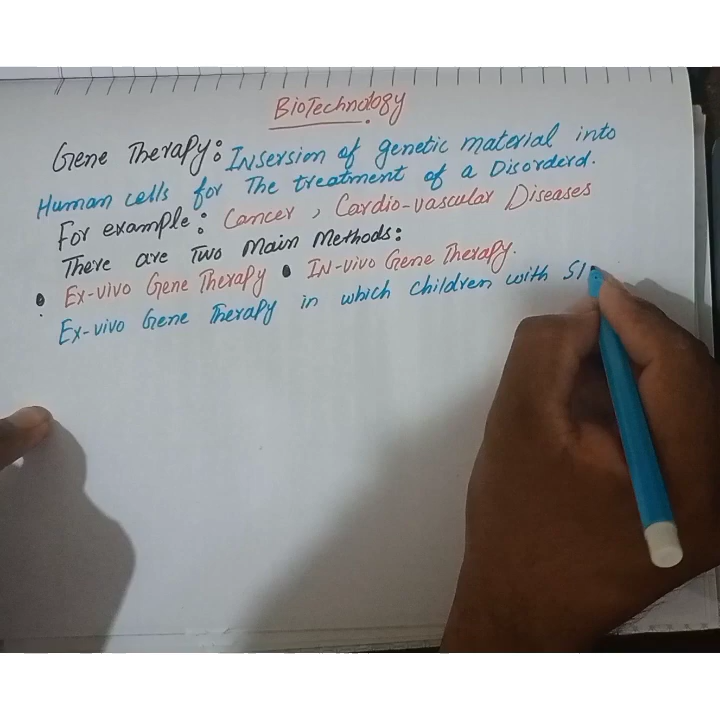 BioTechnology
Gene Therapy: Insersion of genetic material into
Human cells for The treatment of a Disorderd.
For example: Cancer, Cardio-vascular Diseases
There are Two Main Methods:
• Ex-vivo Gene Therapy • IN-vivo Gene Therapy.
Ex-vivo Gene Therapy in which children with